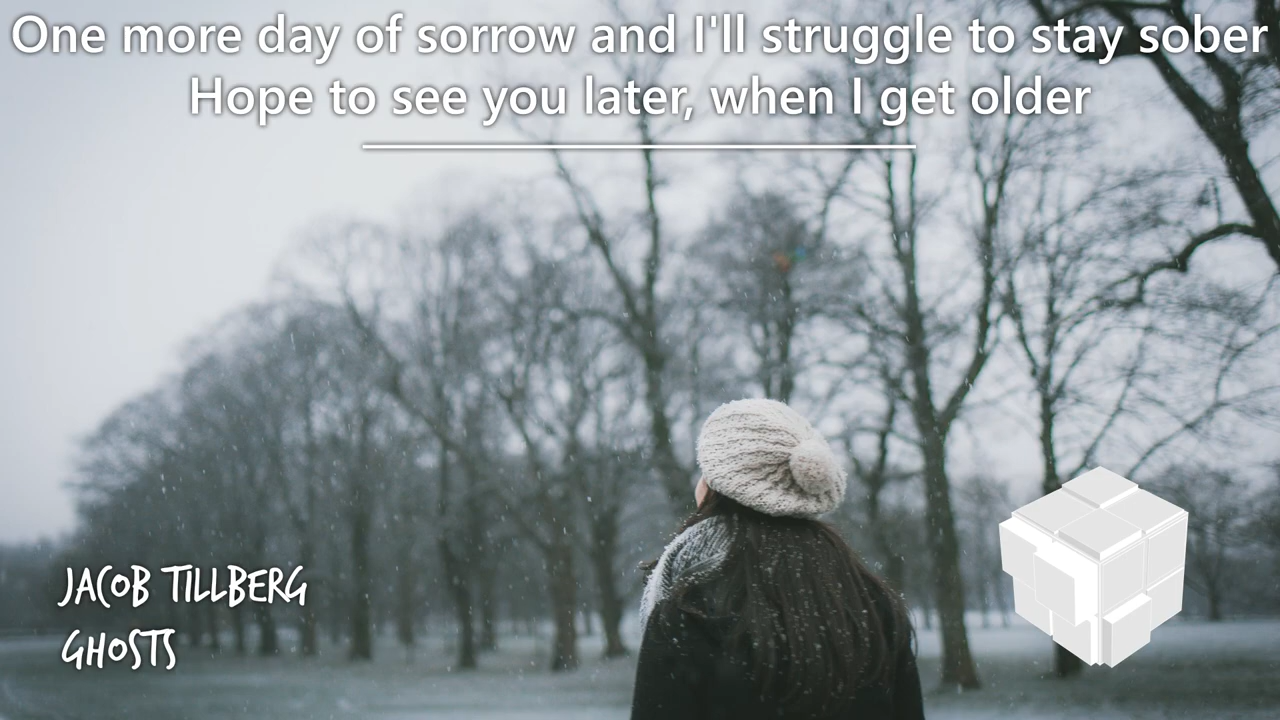 One more day of sorrow and I'll struggle to stay sober
Hope to see you later, when I get older
JACOB TILLBERG
GHOSTS